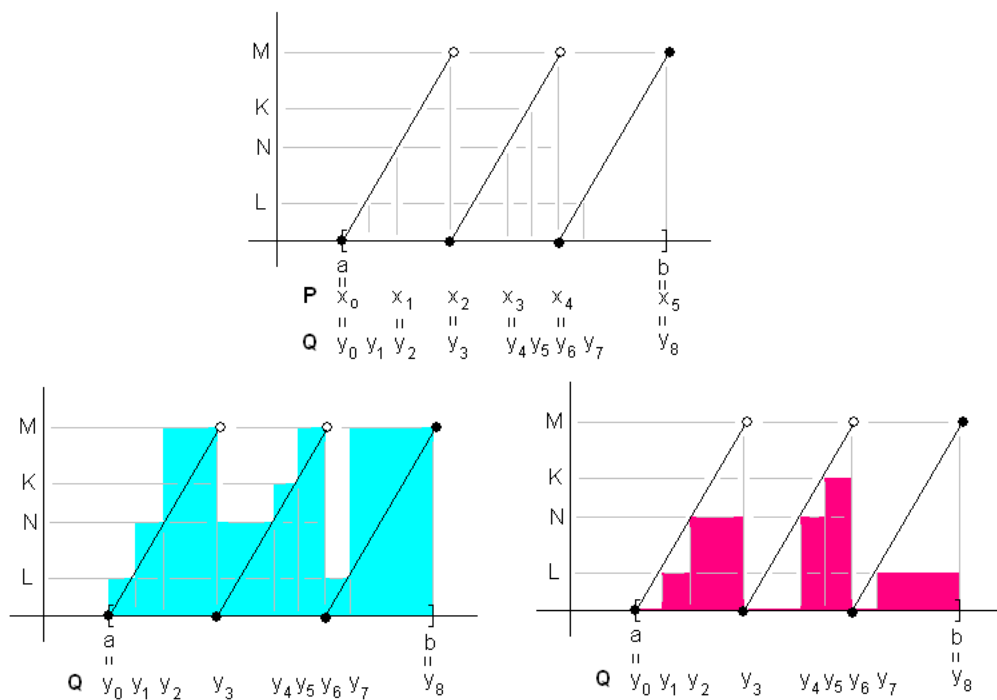 M
K
N
L
a b
P x₀ x₁ x₂ x₃ x₄ x₅
Q y₀ y₁ y₂ y₃ y₄ y₅ y₆ y₇ y₈
M
K
N
L
a b
Q y₀ y₁ y₂ y₃ y₄ y₅ y₆ y₇ y₈
M
K
N
L
a b
Q y₀ y₁ y₂ y₃ y₄ y₅ y₆ y₇ y₈